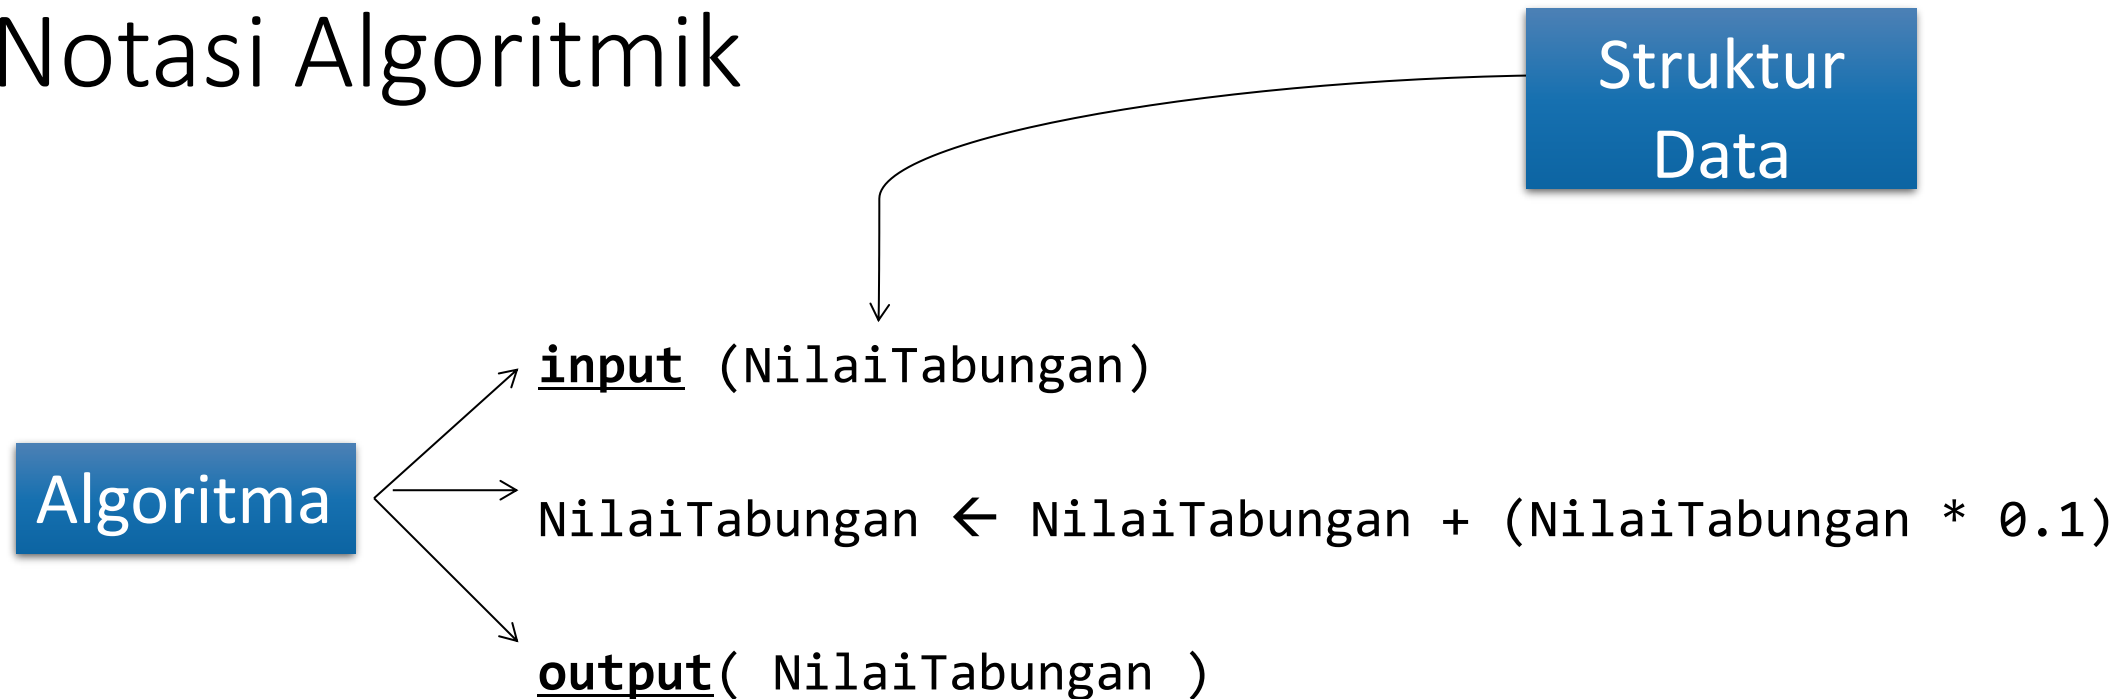 Notasi Algoritmik
Struktur
Data
input (NilaiTabungan)
Algoritma
NilaiTabungan ← NilaiTabungan + (NilaiTabungan * 0.1)
output( NilaiTabungan )